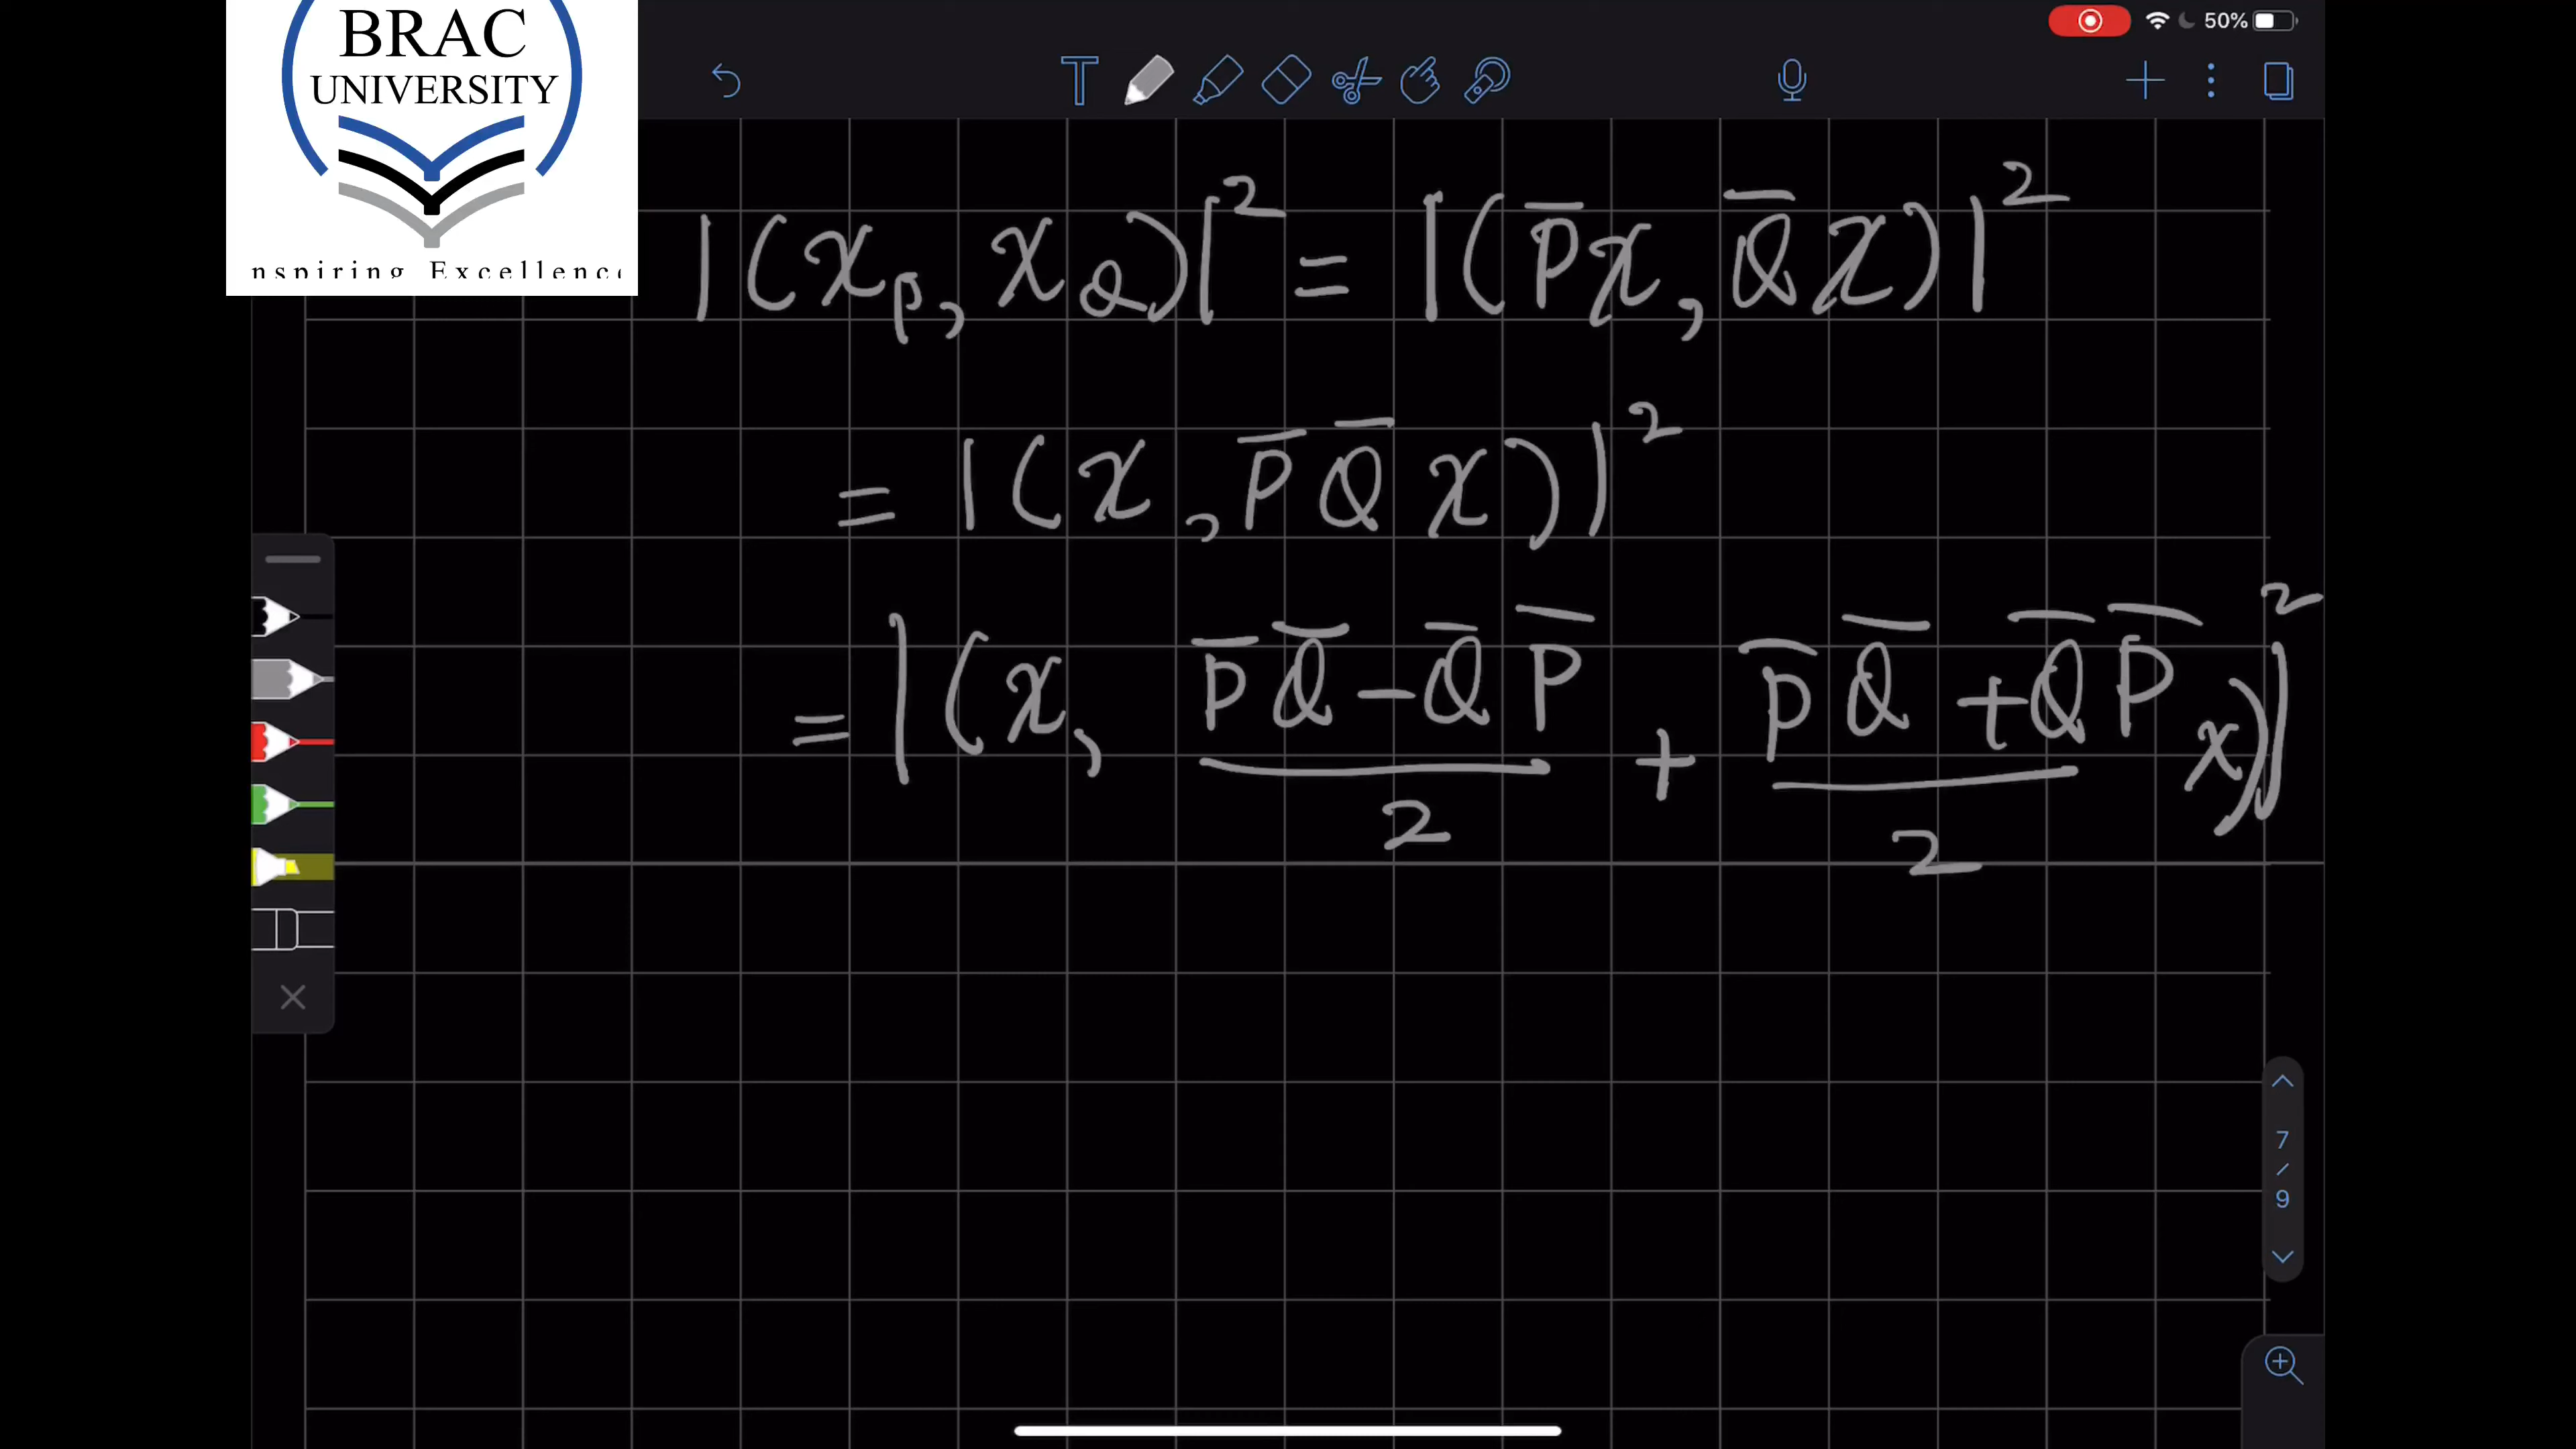 BRAC
UNIVERSITY
nspiring Excellenc
50%
T
|(x_P, x_Q)|² = |(P̅x, Q̅x)|²
= |(x, P̅Q̅x)|²
= |(x, (P̅Q̅ - Q̅P̅)/2 + (P̅Q̅ + Q̅P̅)/2 x)|²
7
/
9